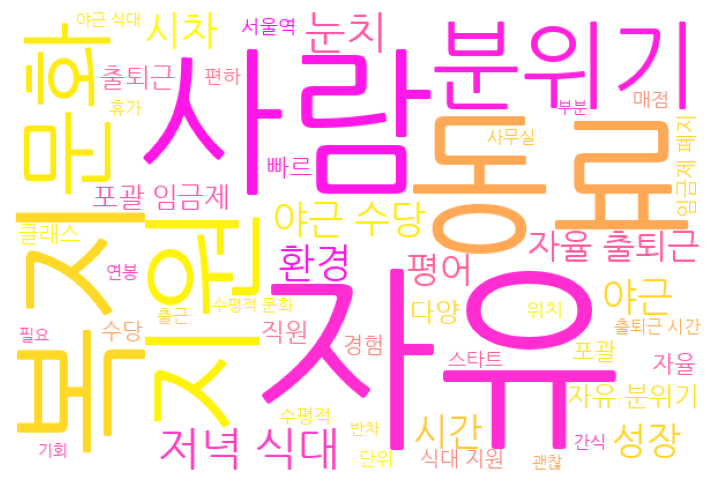 야근 식대
시차
서울역
눈치
분위기
문화
출퇴근
편하
사람
휴가
부분
매점
사무실
동료
임금제 폐지
빠르
포괄 임금제
복지
지원
클래스
야근 수당
자율 출퇴근
환경
평어
연봉
자유
야근
수평적 문화
출근
다양
위치
필요
수당
직원
경험
스타트
출퇴근 시간
포괄
자율
자유 분위기
수평적
저녁 식대
시간
반차
성장
간식
기회
단위
식대 지원
괜찮